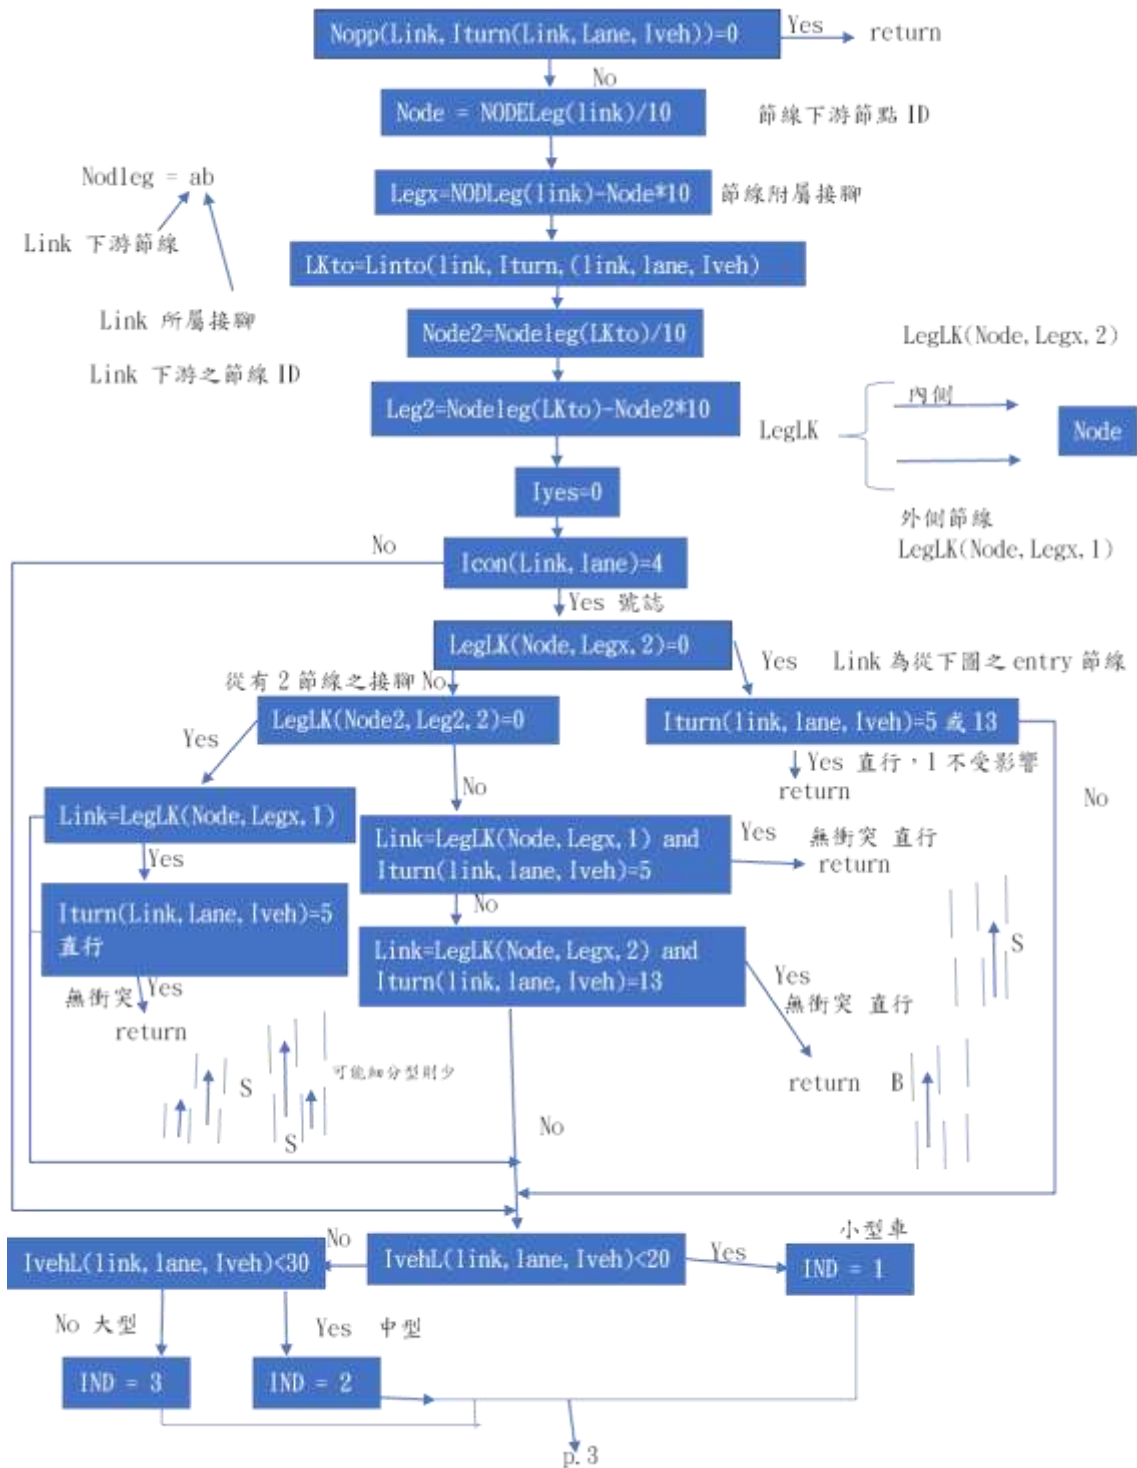 Nopp(Link,Iturn(Link,Lane,Iveh))=0
Yes
return
No
Node = NODELeg(link)/10
節線下游節點 ID
Nodleg = ab
Legx=NODLeg(link)-Node*10
節線附屬接腳
Link 下游節線
LKto=Linto(link,Iturn,(link,lane,Iveh)
Link 所屬接腳
Node2=Nodeleg(LKto)/10
LegLK(Node,Legx,2)
Link 下游之節線 ID
Leg2=Nodeleg(LKto)-Node2*10
內側
LegLK
Node
Iyes=0
外側節線
LegLK(Node,Legx,1)
No
Icon(Link,lane)=4
Yes 號誌
LegLK(Node,Legx,2)=0
Yes
Link 為從下圖之 entry 節線
從有 2 節線之接腳 No
LegLK(Node2,Leg2,2)=0
Iturn(link,lane,Iveh)=5 或 13
Yes
Yes 直行，1 不受影響
No
return
No
Link=LegLK(Node,Legx,1)
Link=LegLK(Node,Legx,1) and
Iturn(link,lane,Iveh)=5
Yes
無衝突 直行
return
Yes
Iturn(Link,Lane,Iveh)=5
直行
No
Link=LegLK(Node,Legx,2) and
Iturn(link,lane,Iveh)=13
S
Yes
無衝突 直行
無衝突
Yes
return
可能細分型則少
return
B
S
S
No
小型車
IvehL(link,lane,Iveh)<30
No
IvehL(link,lane,Iveh)<20
Yes
IND = 1
No 大型
Yes 中型
IND = 3
IND = 2
p.3